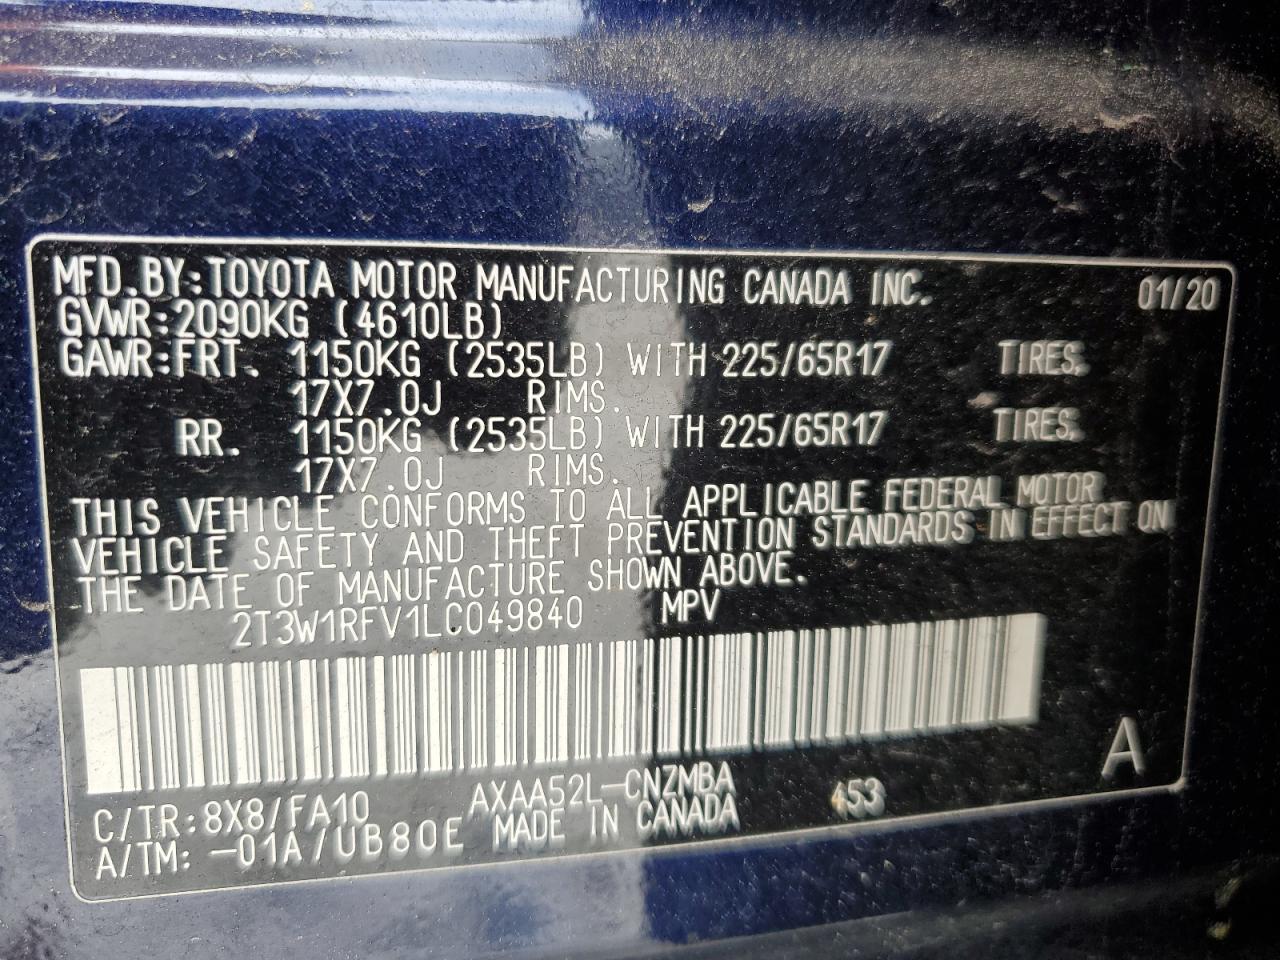 MFD.BY:TOYOTA MOTOR MANUFACTURING CANADA INC. 01/20
GVWR:2090KG (4610LB)
GAWR:FRT. 1150KG (2535LB) WITH 225/65R17 TIRES.
17X7.0J RIMS.
RR. 1150KG (2535LB) WITH 225/65R17 TIRES.
17X7.0J RIMS.
THIS VEHICLE CONFORMS TO ALL APPLICABLE FEDERAL MOTOR
VEHICLE SAFETY AND THEFT PREVENTION STANDARDS IN EFFECT ON
THE DATE OF MANUFACTURE SHOWN ABOVE.
2T3W1RFV1LC049840 MPV
A
C/TR:8X8/FA10 AXAA52L-CNZMBA 453
A/TM: -01A/UB80E MADE IN CANADA